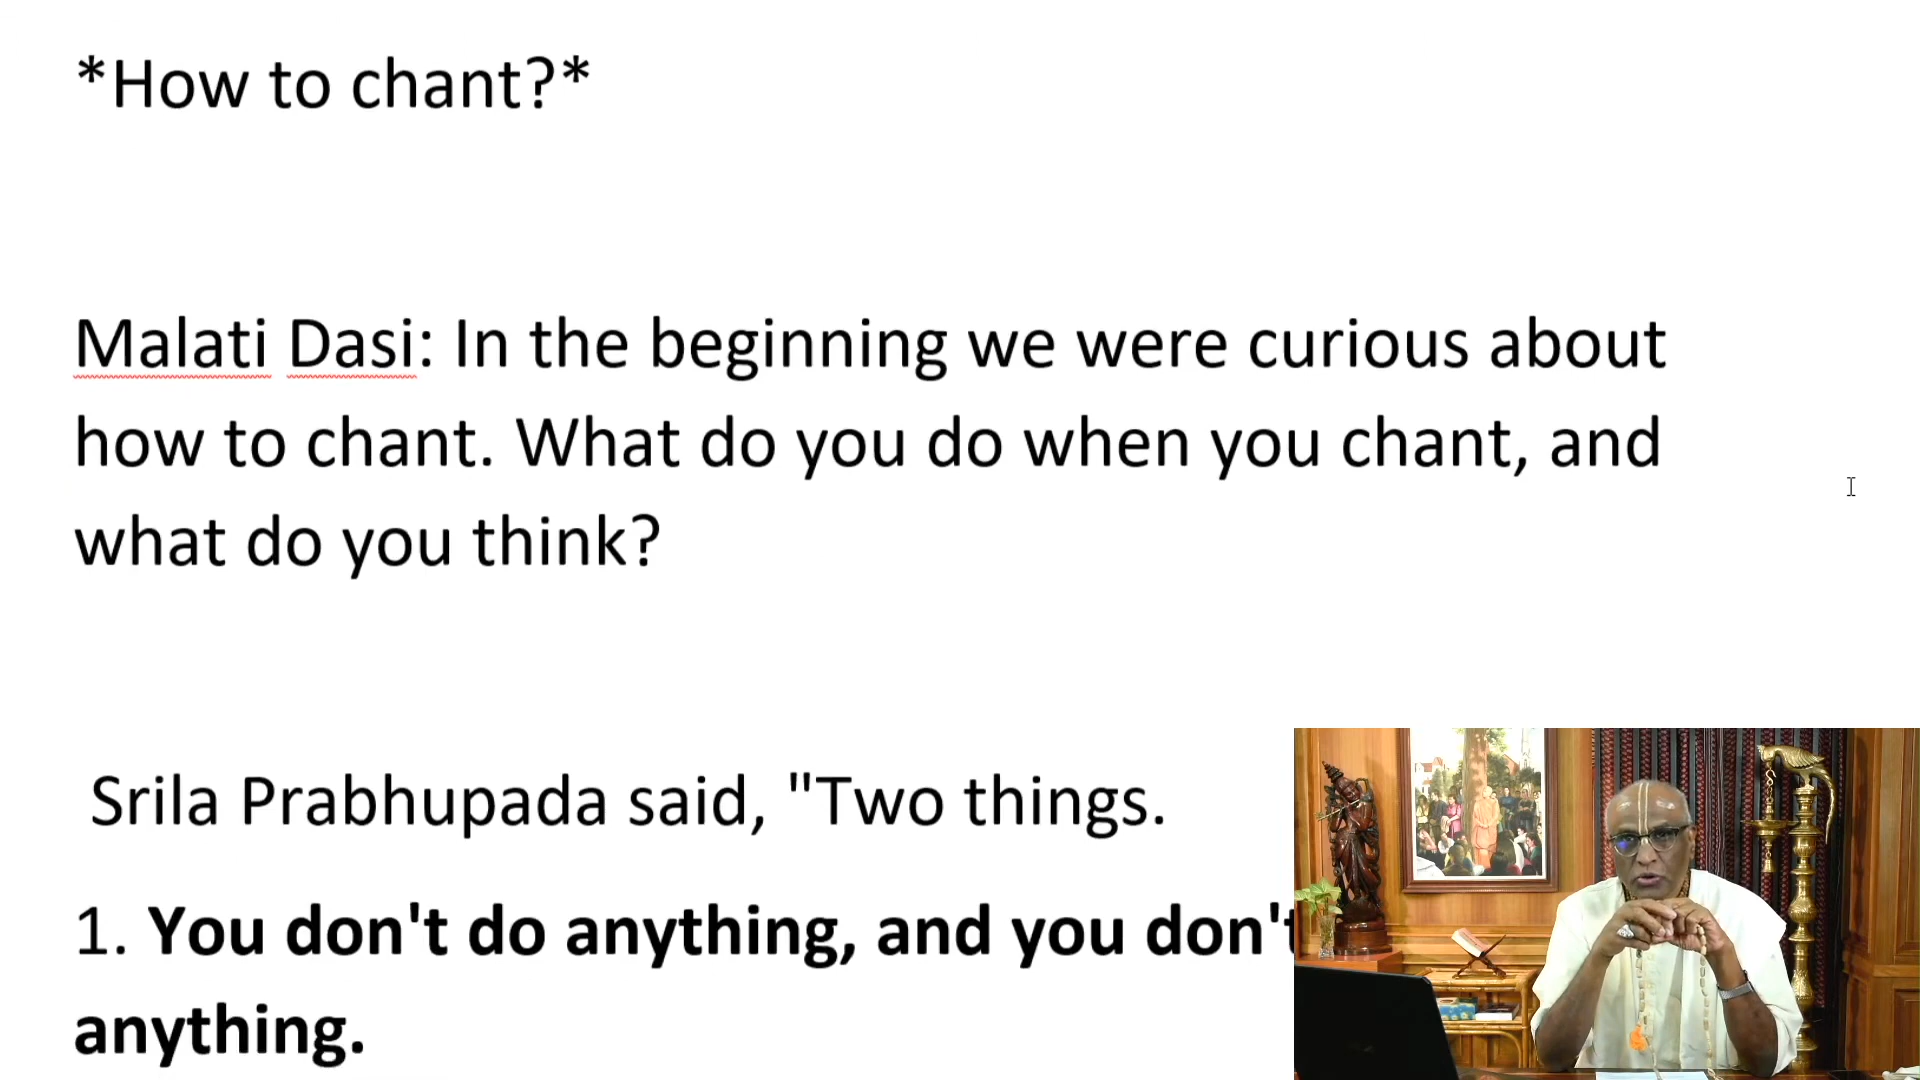 *How to chant?*
Malati Dasi: In the beginning we were curious about
how to chant. What do you do when you chant, and
what do you think?
Srila Prabhupada said, "Two things.
1. You don't do anything, and you don't
anything.